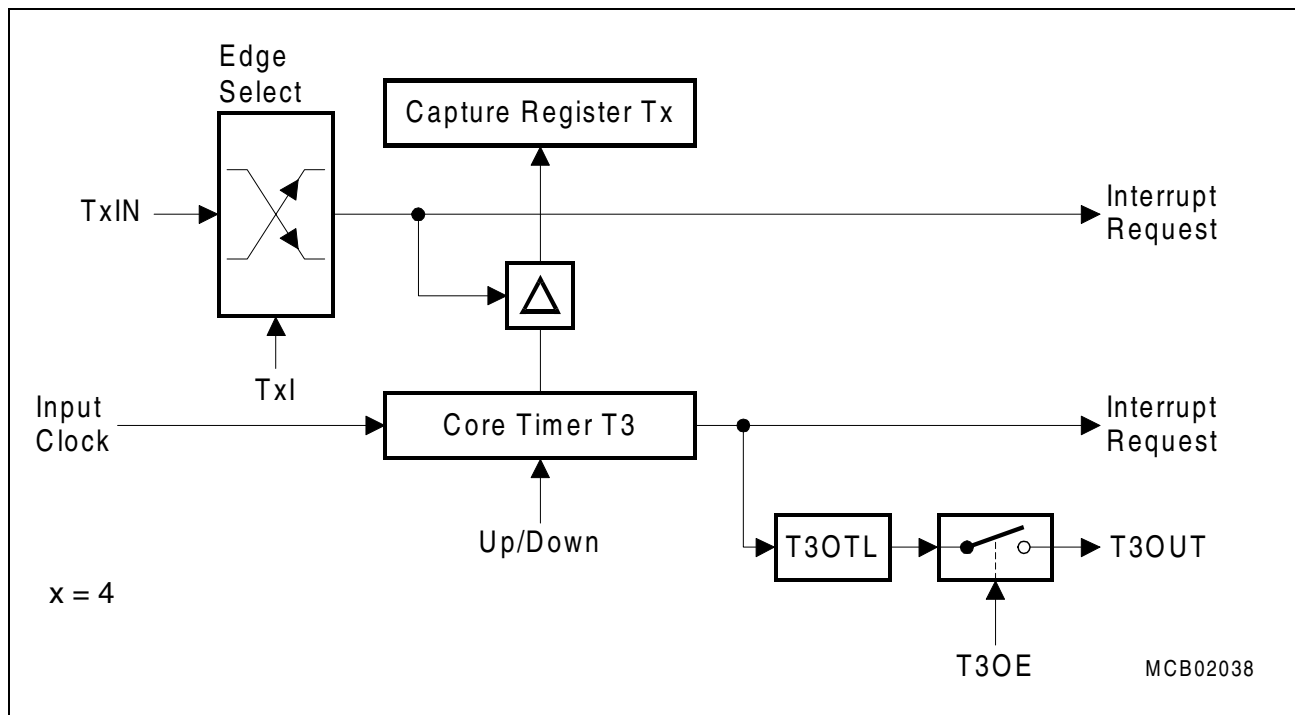 Edge
Select
Capture Register Tx
TxIN
Interrupt
Request
TxI
Input
Clock
Core Timer T3
Interrupt
Request
Up/Down
T3OTL
T3OUT
x = 4
T3OE
MCB02038